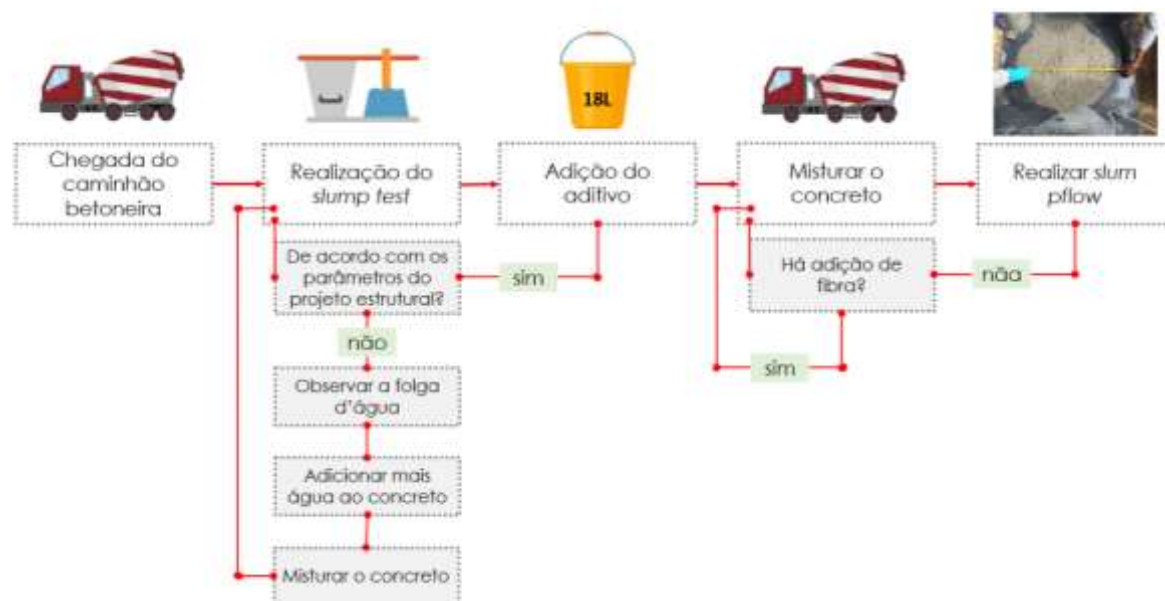 18L
Chegada do
caminhão
betoneira
Realização do
slump test
Adição do
aditivo
Misturar o
concreto
Realizar slum
pflow
De acordo com os
parâmetros do
projeto estrutural?
sim
Há adição de
fibra?
nãa
não
sim
Observar a folga
d'água
Adicionar mais
água ao concreto
Misturar o concreto